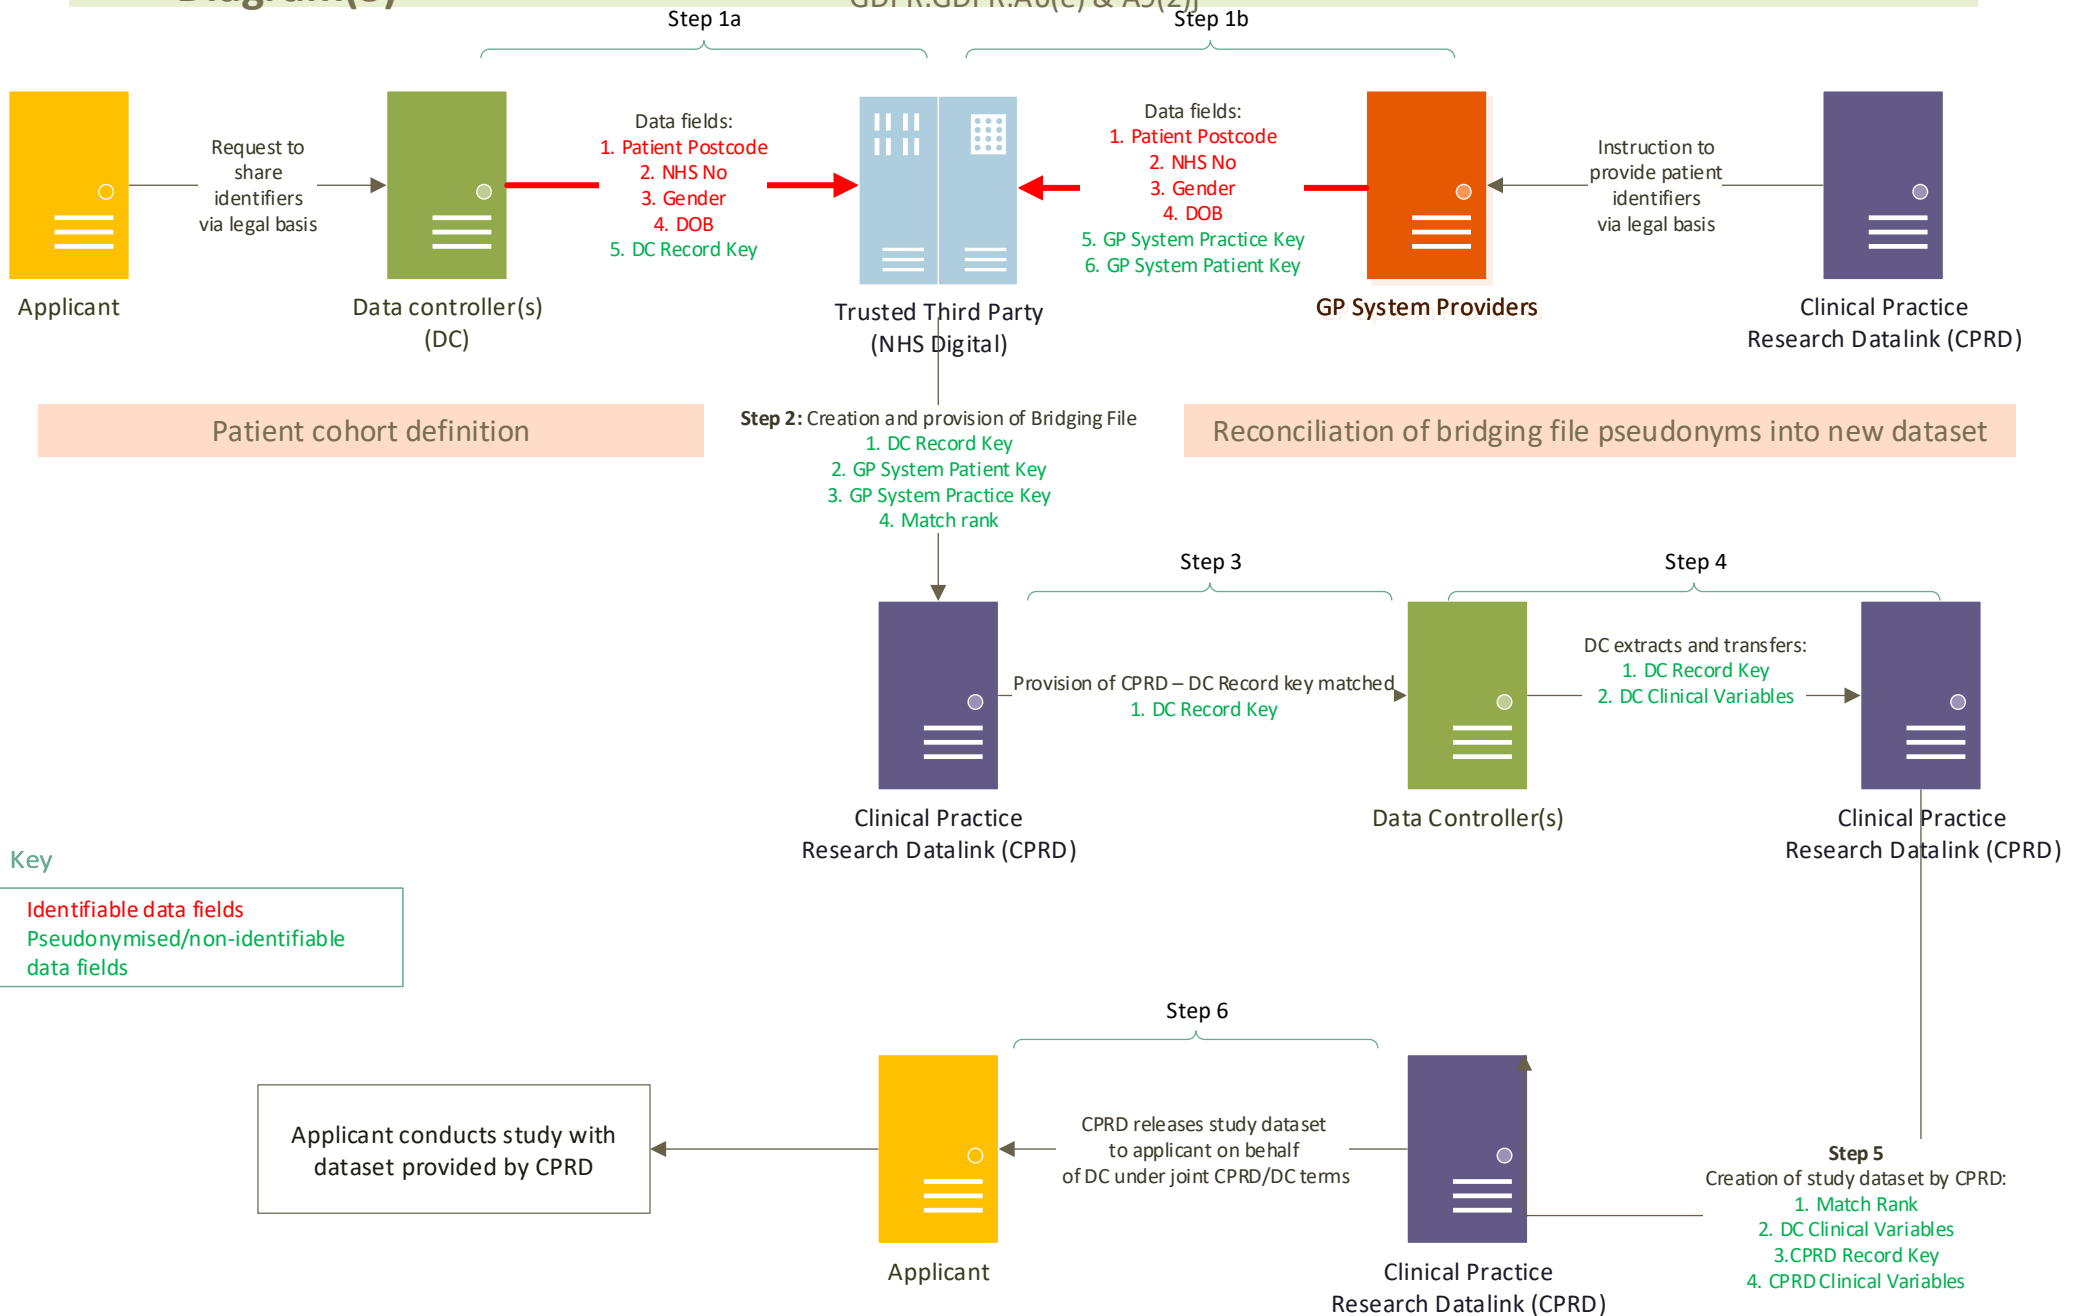 Diagram(s)
GDPR:GDPR:A6(e) & A9(2)j
Step 1a
Step 1b
Request to
share
identifiers
via legal basis
Data fields:
1. Patient Postcode
2. NHS No
3. Gender
4. DOB
5. DC Record Key
Data fields:
1. Patient Postcode
2. NHS No
3. Gender
4. DOB
5. GP System Practice Key
6. GP System Patient Key
Instruction to
provide patient
identifiers
via legal basis
Applicant
Data controller(s)
(DC)
Trusted Third Party
(NHS Digital)
GP System Providers
Clinical Practice
Research Datalink (CPRD)
Patient cohort definition
Step 2: Creation and provision of Bridging File
1. DC Record Key
2. GP System Patient Key
3. GP System Practice Key
4. Match rank
Reconciliation of bridging file pseudonyms into new dataset
Step 3
Step 4
Provision of CPRD – DC Record key matched
1. DC Record Key
DC extracts and transfers:
1. DC Record Key
2. DC Clinical Variables
Clinical Practice
Research Datalink (CPRD)
Data Controller(s)
Clinical Practice
Research Datalink (CPRD)
Key
Identifiable data fields
Pseudonymised/non-identifiable
data fields
Step 6
Applicant conducts study with
dataset provided by CPRD
CPRD releases study dataset
to applicant on behalf
of DC under joint CPRD/DC terms
Step 5
Creation of study dataset by CPRD:
1. Match Rank
2. DC Clinical Variables
3.CPRD Record Key
4. CPRD Clinical Variables
Applicant
Clinical Practice
Research Datalink (CPRD)